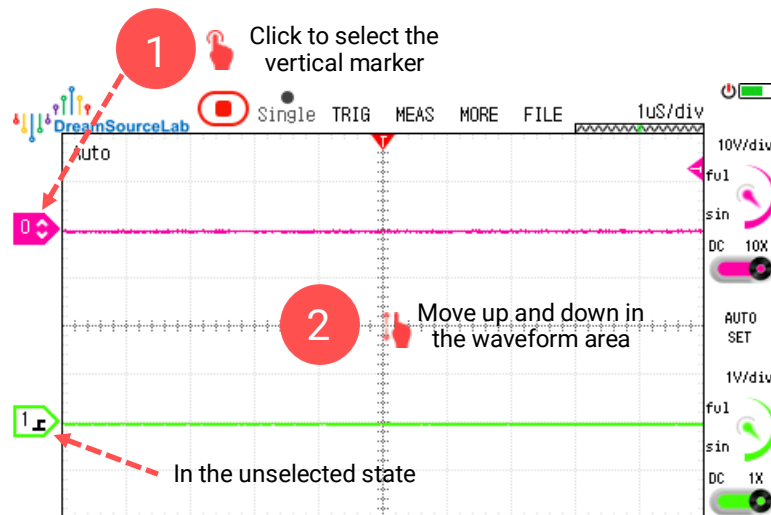 1
Click to select the
vertical marker
DreamSourceLab
Single TRIG MEAS MORE FILE 1uS/div
Auto
T
10V/div
ful
sin
DC 10X
0
2
Move up and down in
the waveform area
AUTO
SET
1V/div
ful
sin
DC 1X
1
In the unselected state